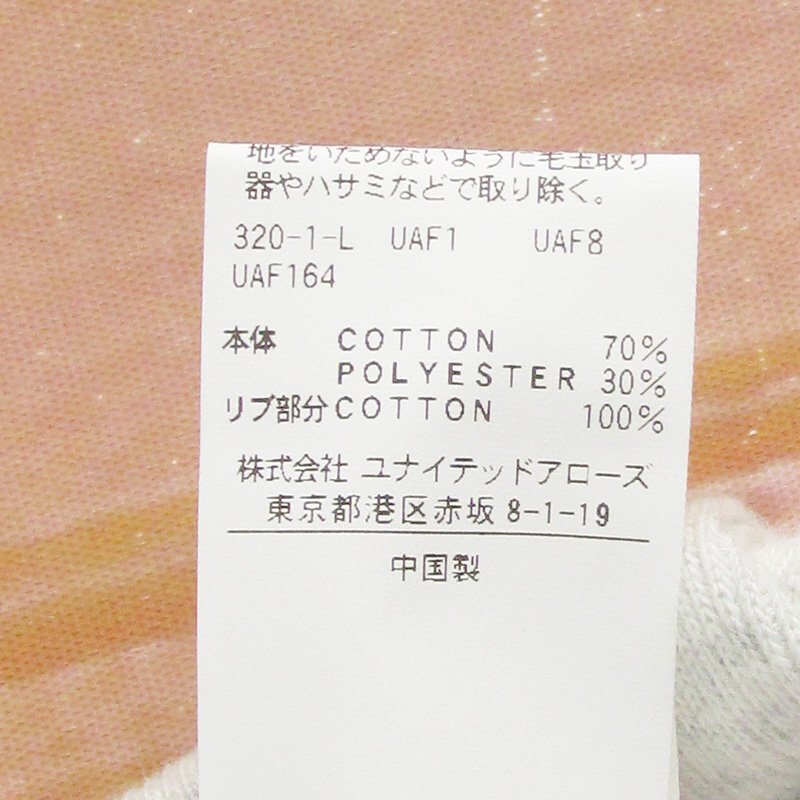 地をいためないように毛玉取り
器やハサミなどで取り除く。
320-1-L UAF1 UAF8
UAF164
本体 COTTON 70%
POLYESTER 30%
リブ部分 COTTON 100%
株式会社 ユナイテッドアローズ
東京都港区赤坂 8-1-19
中国製